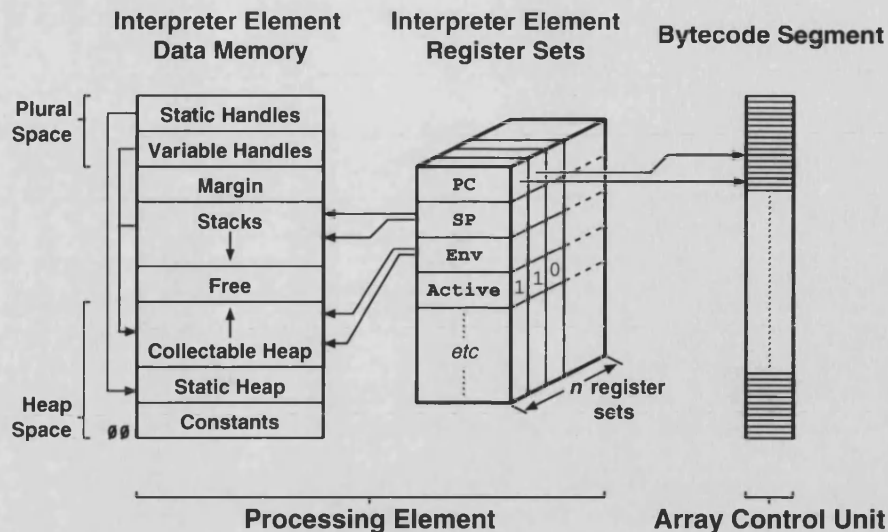 Interpreter Element
Data Memory
Interpreter Element
Register Sets
Bytecode Segment
Plural
Space
Static Handles
Variable Handles
Margin
Stacks
Free
Collectable Heap
Static Heap
Constants
Heap
Space
00
PC
SP
Env
Active
1 1 0
etc
n register
sets
Processing Element
Array Control Unit